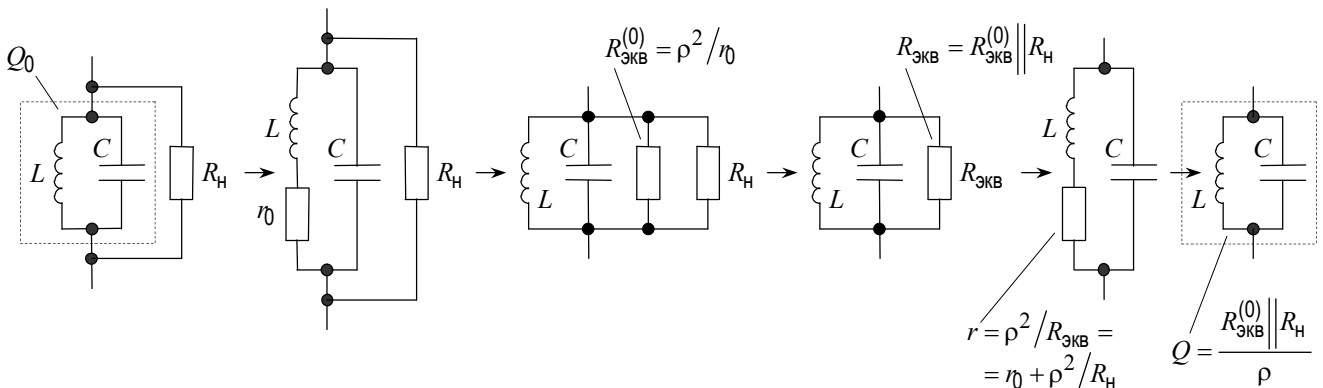 Q₀
L
C
Rн
L
r₀
C
Rн
R⁽⁰⁾экв = ρ²/r₀
C
L
Rн
Rэкв = R⁽⁰⁾экв || Rн
C
L
Rэкв
L
C
r = ρ²/Rэкв =
= r₀ + ρ²/Rн
C
L
Q = R⁽⁰⁾экв || Rн / ρ